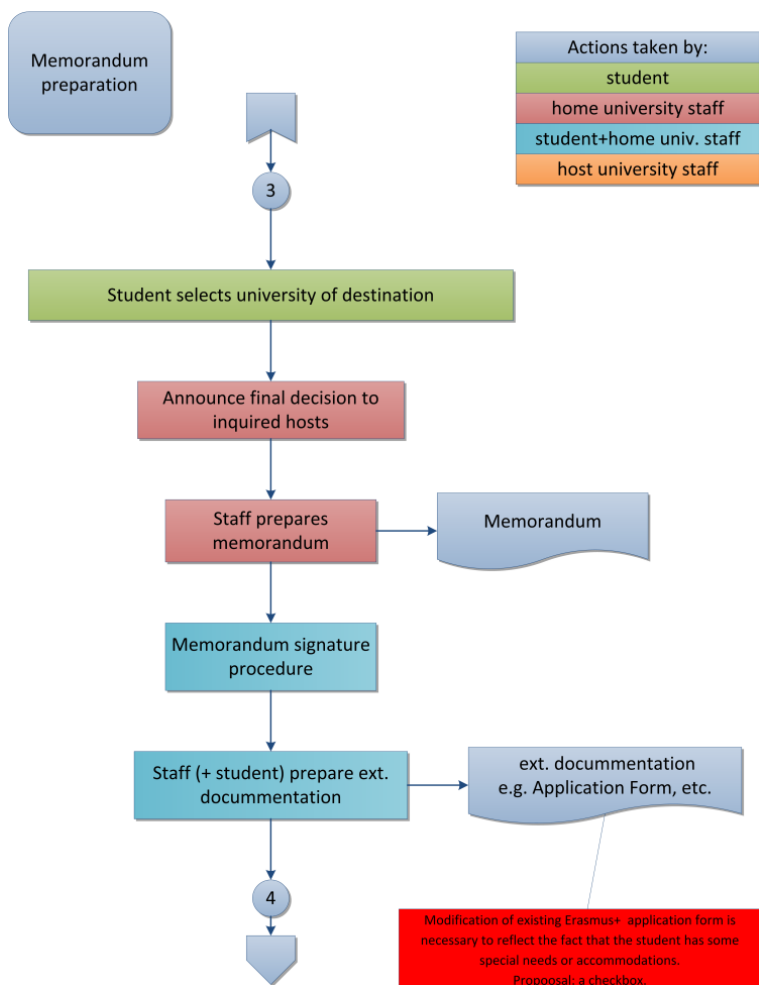 Memorandum
preparation
Actions taken by:
student
home university staff
student+home univ. staff
host university staff
3
Student selects university of destination
Announce final decision to
inquired hosts
Staff prepares
memorandum
Memorandum
Memorandum signature
procedure
Staff (+ student) prepare ext.
docummentation
ext. docummentation
e.g. Application Form, etc.
4
Modification of existing Erasmus+ application form is
necessary to reflect the fact that the student has some
special needs or accommodations.
Propoosal: a checkbox.